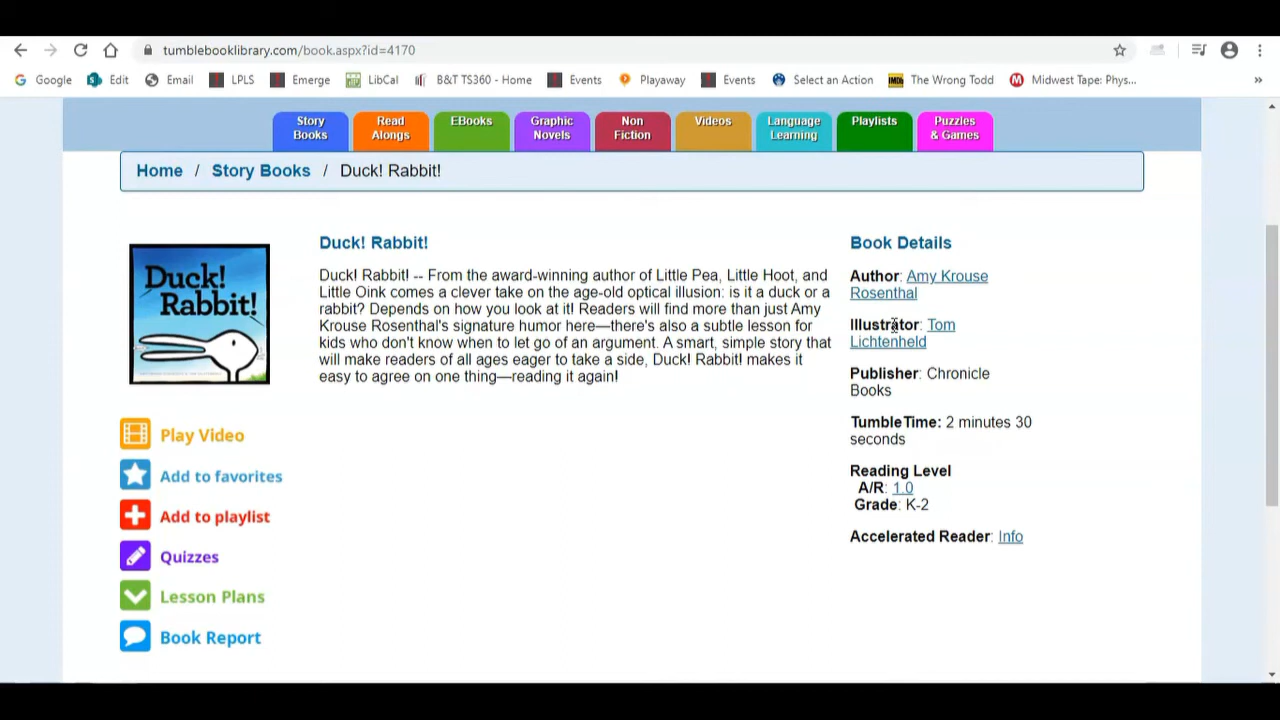 tumblebooklibrary.com/book.aspx?id=4170
Google Edit Email LPLS Emerge LibCal B&T TS360 - Home Events Playaway Events Select an Action IMDb The Wrong Todd M Midwest Tape: Phys... »
Story Books
Read Alongs
EBooks
Graphic Novels
Non Fiction
Videos
Language Learning
Playlists
Puzzles & Games
Home / Story Books / Duck! Rabbit!
Duck!
Rabbit!
Duck! Rabbit!
Duck! Rabbit! -- From the award-winning author of Little Pea, Little Hoot, and
Little Oink comes a clever take on the age-old optical illusion: is it a duck or a
rabbit? Depends on how you look at it! Readers will find more than just Amy
Krouse Rosenthal's signature humor here—there's also a subtle lesson for
kids who don't know when to let go of an argument. A smart, simple story that
will make readers of all ages eager to take a side, Duck! Rabbit! makes it
easy to agree on one thing—reading it again!
Play Video
Add to favorites
Add to playlist
Quizzes
Lesson Plans
Book Report
Book Details
Author: Amy Krouse
Rosenthal
Illustrator: Tom
Lichtenheld
Publisher: Chronicle
Books
TumbleTime: 2 minutes 30
seconds
Reading Level
A/R: 1.0
Grade: K-2
Accelerated Reader: Info